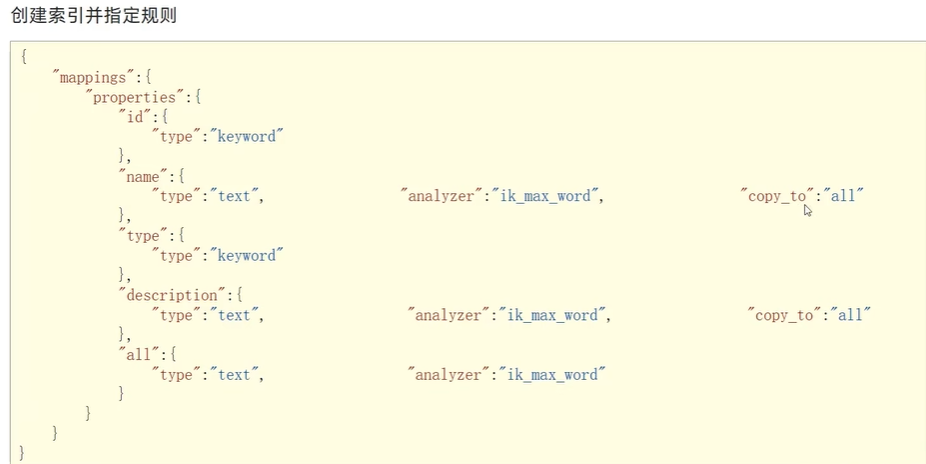 创建索引并指定规则
{
"mappings":{
"properties":{
"id":{
"type":"keyword"
},
"name":{
"type":"text", "analyzer":"ik_max_word", "copy_to":"all"
},
"type":{
"type":"keyword"
},
"description":{
"type":"text", "analyzer":"ik_max_word", "copy_to":"all"
},
"all":{
"type":"text", "analyzer":"ik_max_word"
}
}
}
}